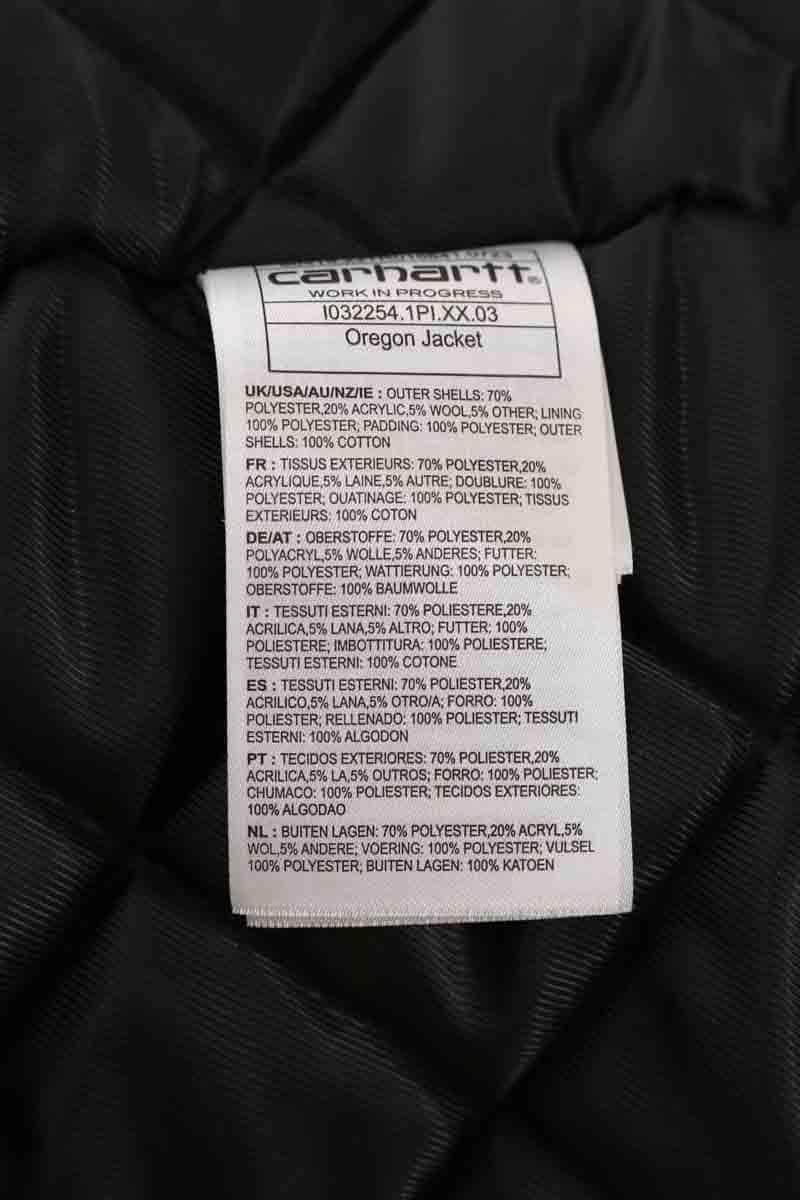 carhartt®
WORK IN PROGRESS
I032254.1PI.XX.03
Oregon Jacket
UK/USA/AU/NZ/IE : OUTER SHELLS: 70%
POLYESTER,20% ACRYLIC,5% WOOL,5% OTHER; LINING
100% POLYESTER; PADDING: 100% POLYESTER; OUTER
SHELLS: 100% COTTON
FR : TISSUS EXTERIEURS: 70% POLYESTER,20%
ACRYLIQUE,5% LAINE,5% AUTRE; DOUBLURE: 100%
POLYESTER; OUATINAGE: 100% POLYESTER; TISSUS
EXTERIEURS: 100% COTON
DE/AT : OBERSTOFFE: 70% POLYESTER,20%
POLYACRYL,5% WOLLE,5% ANDERES; FUTTER:
100% POLYESTER; WATTIERUNG: 100% POLYESTER;
OBERSTOFFE: 100% BAUMWOLLE
IT : TESSUTI ESTERNI: 70% POLIESTERE,20%
ACRILICA,5% LANA,5% ALTRO; FUTTER: 100%
POLIESTERE; IMBOTTITURA: 100% POLIESTERE;
TESSUTI ESTERNI: 100% COTONE
ES : TESSUTI ESTERNI: 70% POLIESTER,20%
ACRILICO,5% LANA,5% OTRO/A; FORRO: 100%
POLIESTER; RELLENADO: 100% POLIESTER; TESSUTI
ESTERNI: 100% ALGODON
PT : TECIDOS EXTERIORES: 70% POLIESTER,20%
ACRILICA,5% LA,5% OUTROS; FORRO: 100% POLIESTER;
CHUMACO: 100% POLIESTER; TECIDOS EXTERIORES:
100% ALGODAO
NL : BUITEN LAGEN: 70% POLYESTER,20% ACRYL,5%
WOL,5% ANDERE; VOERING: 100% POLYESTER; VULSEL
100% POLYESTER; BUITEN LAGEN: 100% KATOEN